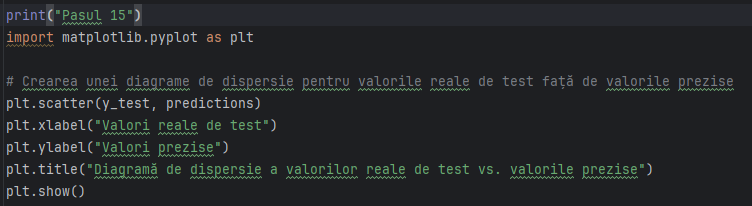 print("Pasul 15")
import matplotlib.pyplot as plt
# Crearea unei diagrame de dispersie pentru valorile reale de test față de valorile prezise
plt.scatter(y_test, predictions)
plt.xlabel("Valori reale de test")
plt.ylabel("Valori prezise")
plt.title("Diagramă de dispersie a valorilor reale de test vs. valorile prezise")
plt.show()